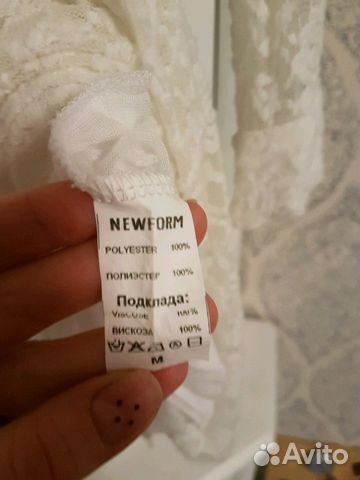 NEWFORM
POLYESTER 100%
ПОЛИЭСТЕР 100%
Подклада:
VISCOSE 100%
ВИСКОЗА 100%
M
Avito